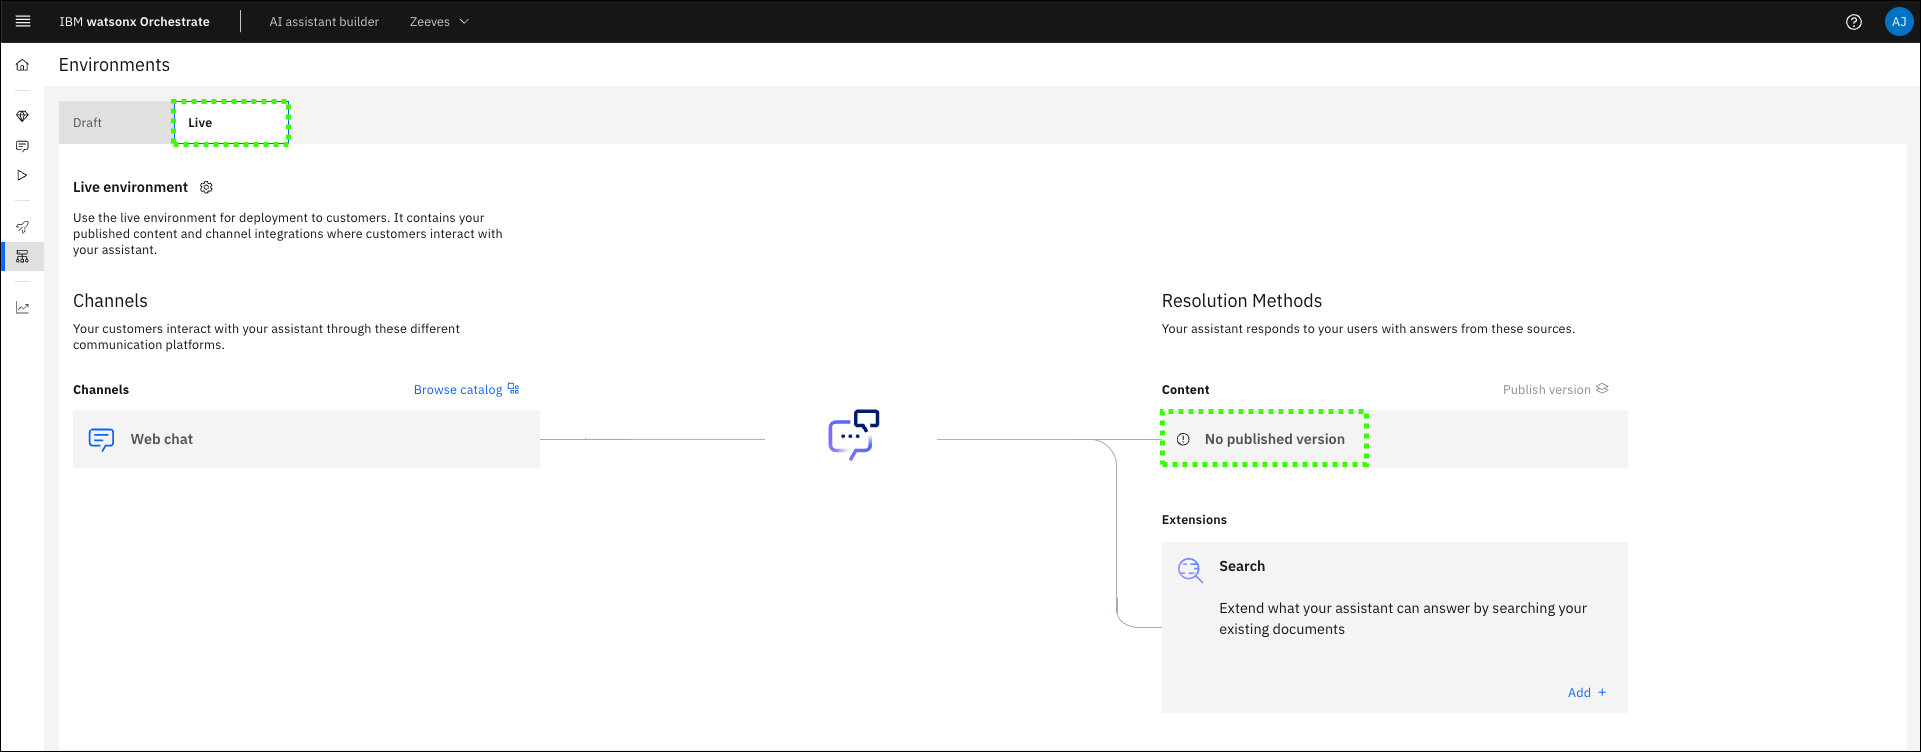 IBM watsonx Orchestrate
AI assistant builder
Zeeves
AJ
Environments
Draft
Live
Live environment
Use the live environment for deployment to customers. It contains your
published content and channel integrations where customers interact with
your assistant.
Channels
Your customers interact with your assistant through these different
communication platforms.
Channels
Browse catalog
Web chat
Resolution Methods
Your assistant responds to your users with answers from these sources.
Content
Publish version
No published version
Extensions
Search
Extend what your assistant can answer by searching your
existing documents
Add +